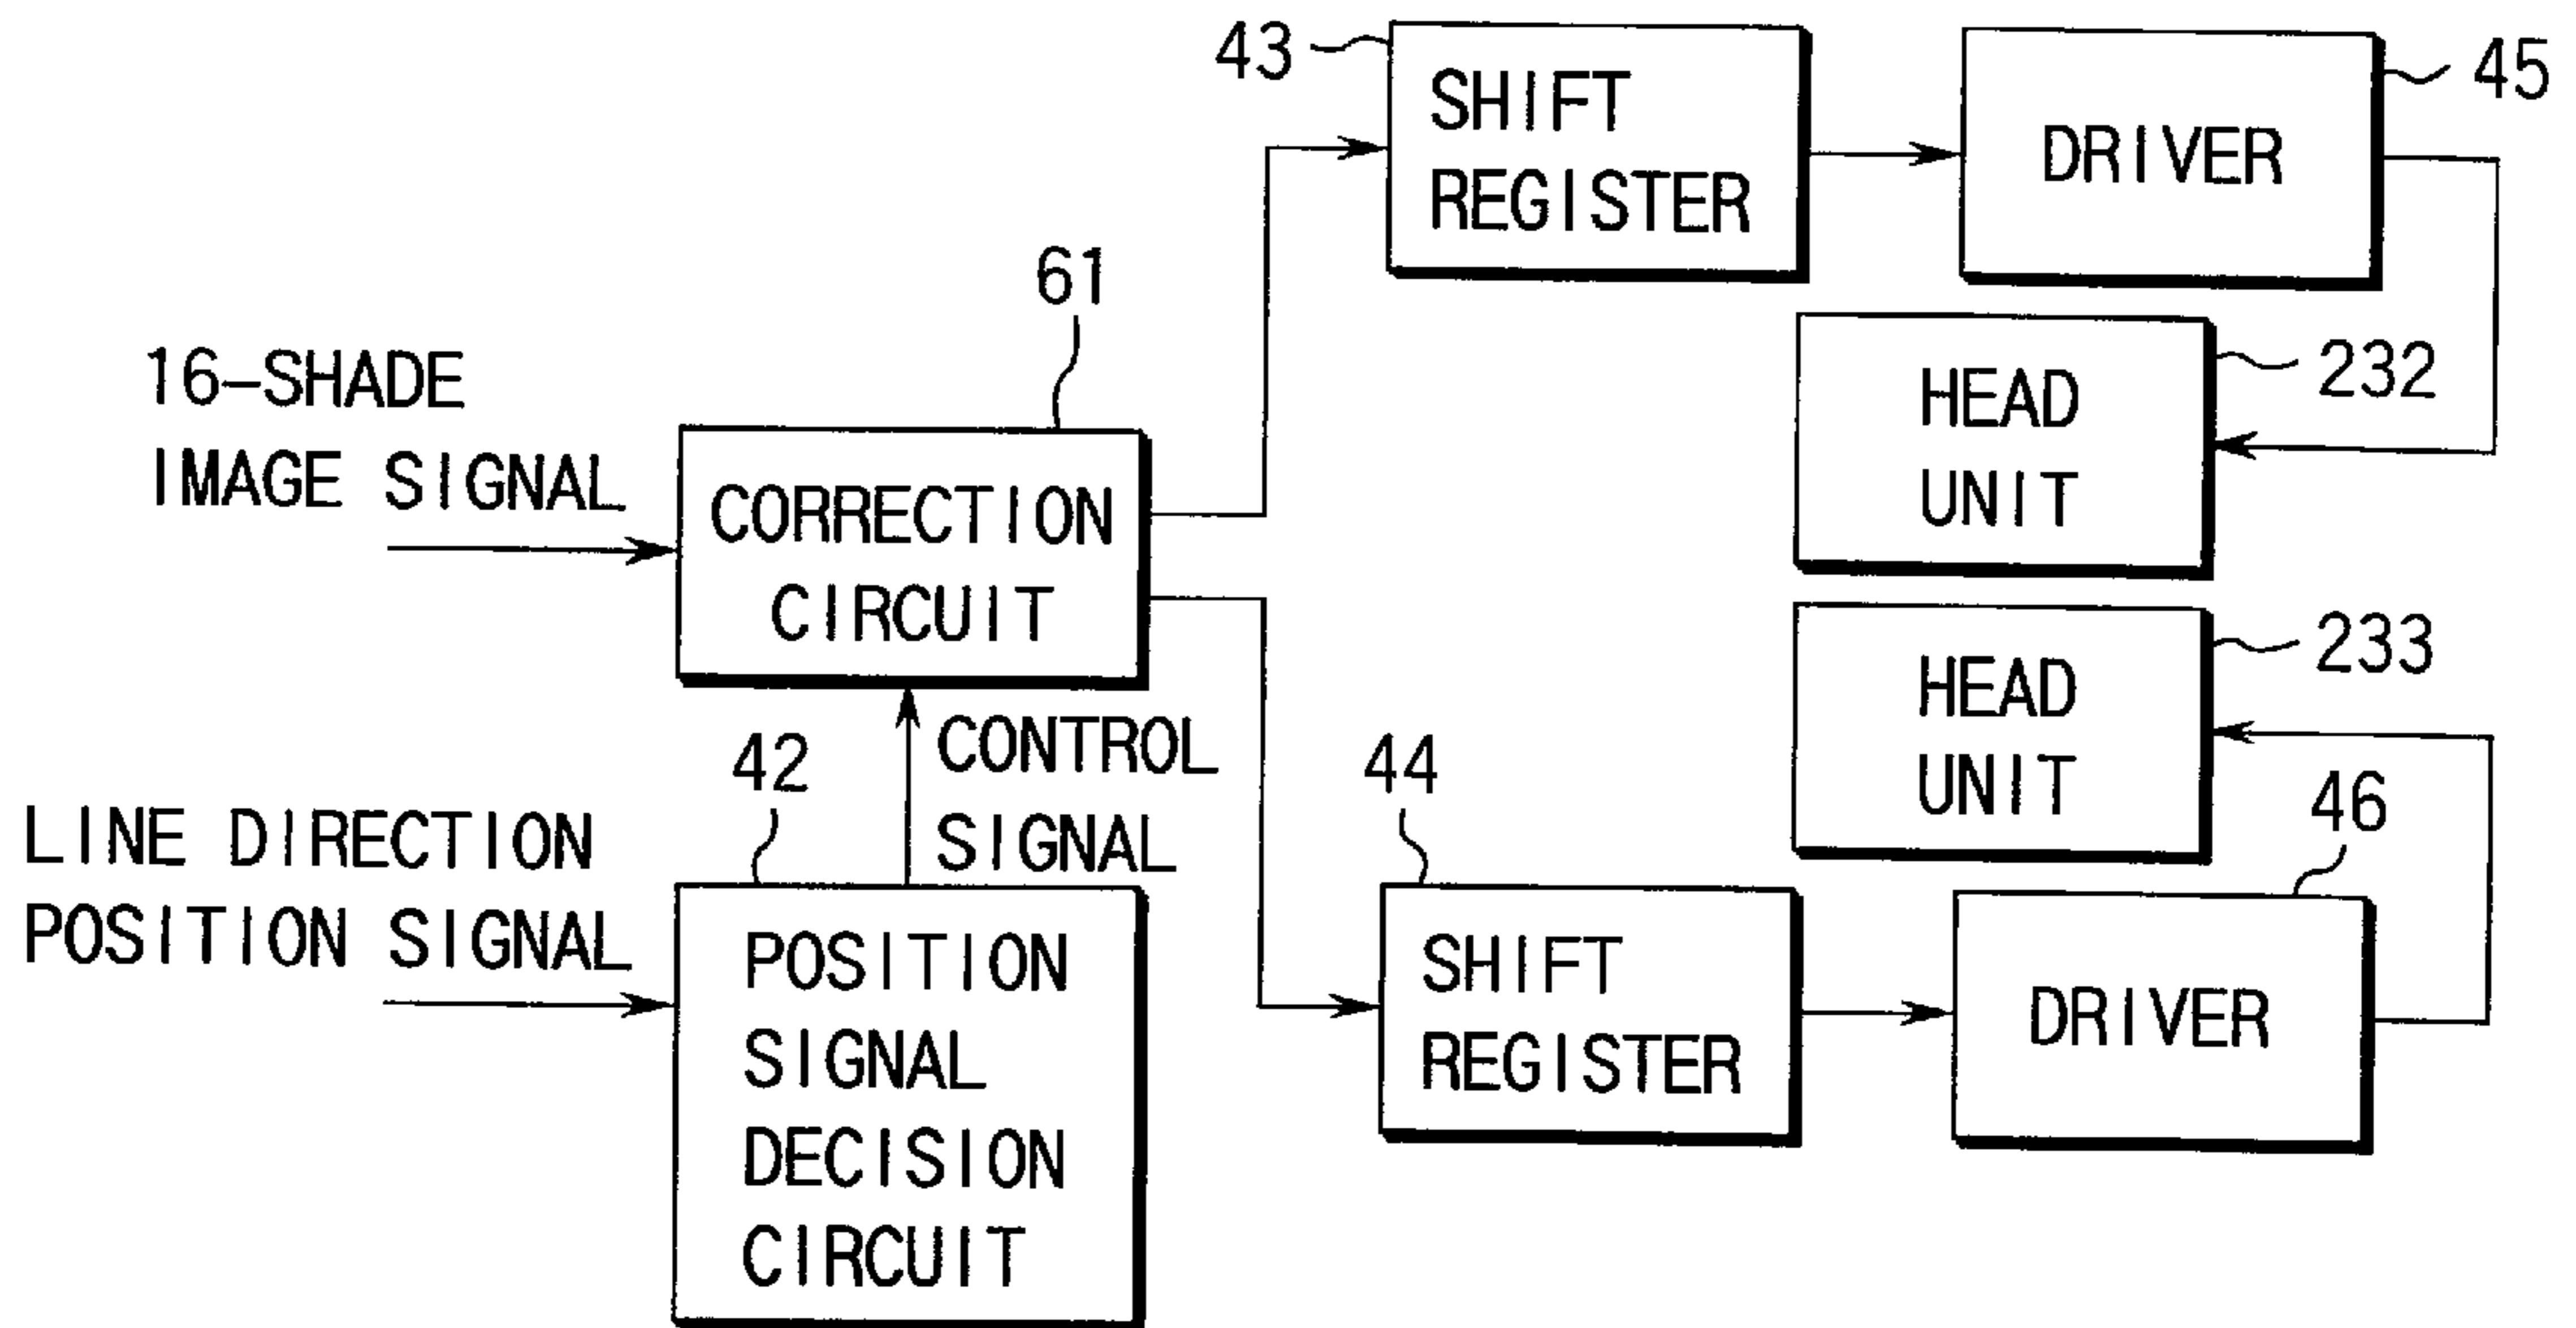 43
SHIFT
REGISTER
DRIVER
45
61
16-SHADE
IMAGE SIGNAL
CORRECTION
CIRCUIT
HEAD
UNIT
232
HEAD
UNIT
233
CONTROL
SIGNAL
42
LINE DIRECTION
POSITION SIGNAL
POSITION
SIGNAL
DECISION
CIRCUIT
44
SHIFT
REGISTER
46
DRIVER